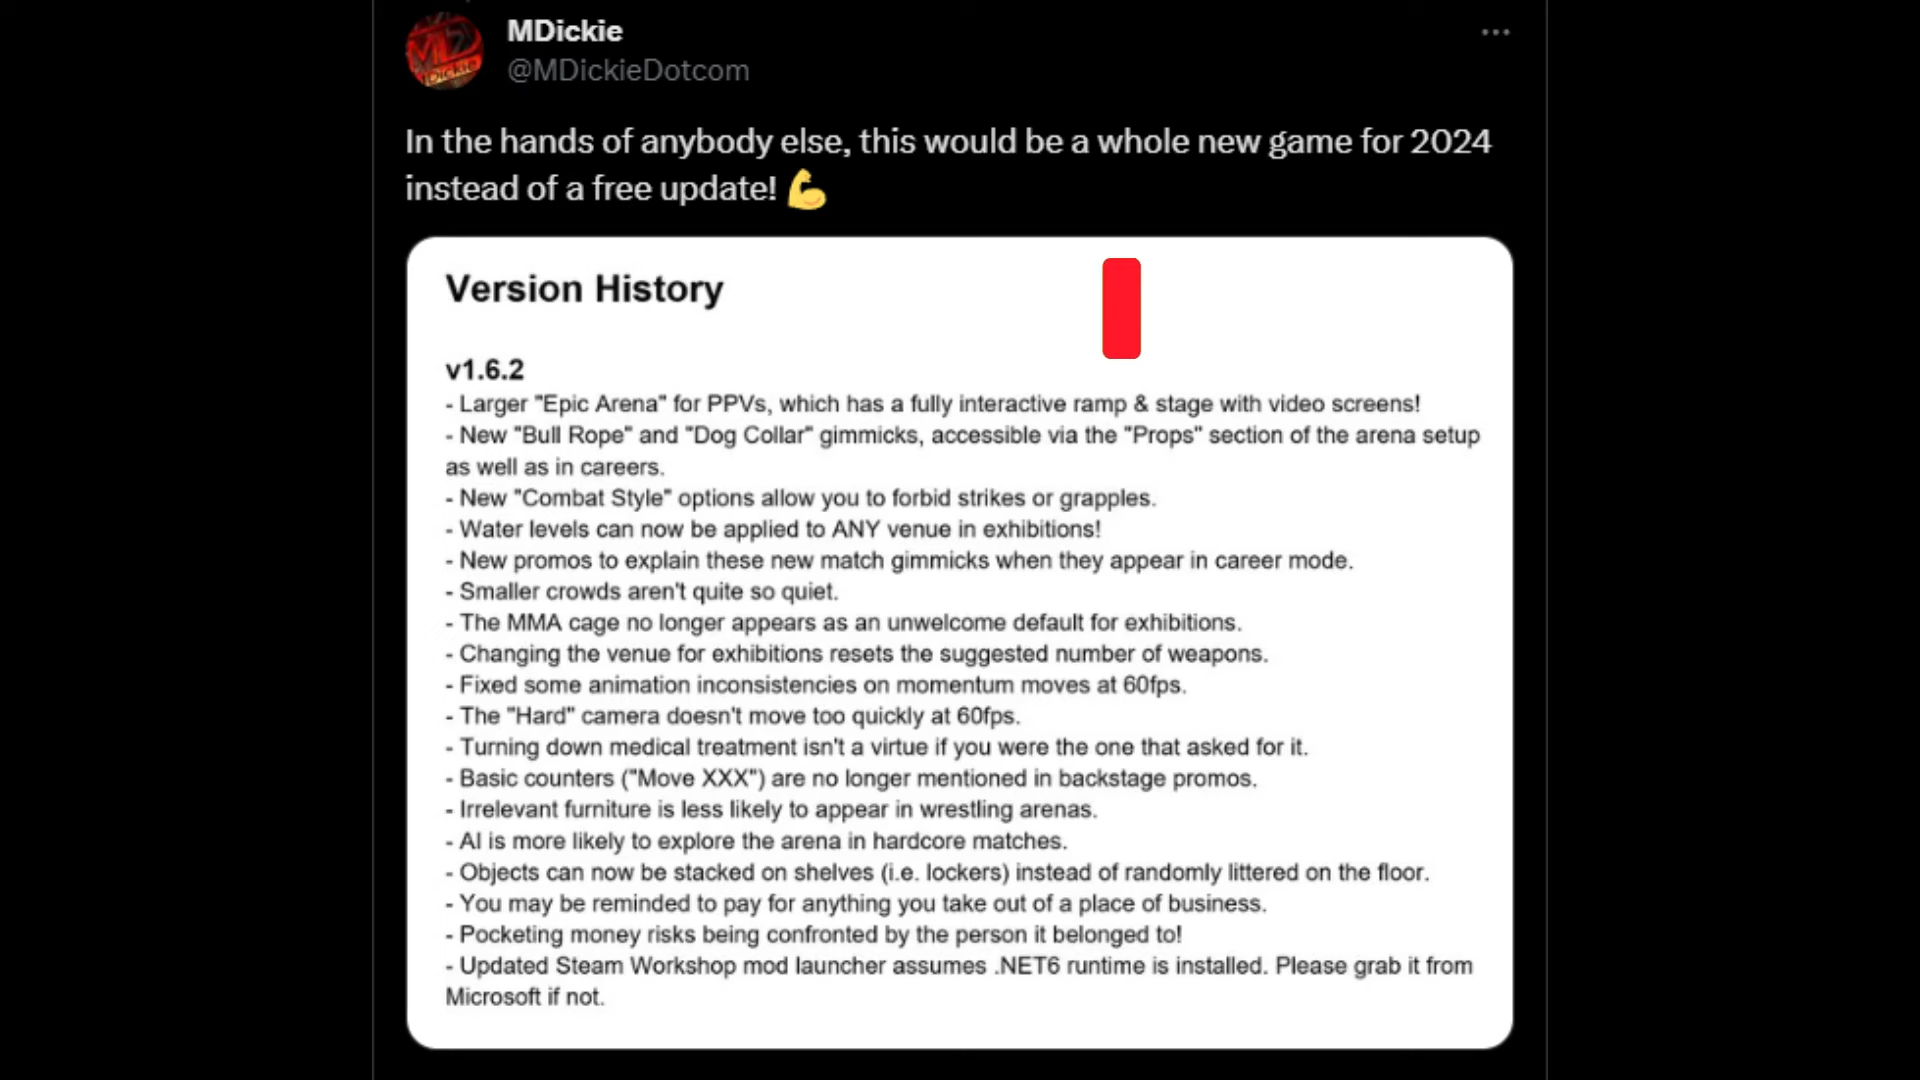 MDickie
@MDickieDotcom
In the hands of anybody else, this would be a whole new game for 2024
instead of a free update! 💪
Version History
v1.6.2
- Larger "Epic Arena" for PPVs, which has a fully interactive ramp & stage with video screens!
- New "Bull Rope" and "Dog Collar" gimmicks, accessible via the "Props" section of the arena setup
as well as in careers.
- New "Combat Style" options allow you to forbid strikes or grapples.
- Water levels can now be applied to ANY venue in exhibitions!
- New promos to explain these new match gimmicks when they appear in career mode.
- Smaller crowds aren't quite so quiet.
- The MMA cage no longer appears as an unwelcome default for exhibitions.
- Changing the venue for exhibitions resets the suggested number of weapons.
- Fixed some animation inconsistencies on momentum moves at 60fps.
- The "Hard" camera doesn't move too quickly at 60fps.
- Turning down medical treatment isn't a virtue if you were the one that asked for it.
- Basic counters ("Move XXX") are no longer mentioned in backstage promos.
- Irrelevant furniture is less likely to appear in wrestling arenas.
- AI is more likely to explore the arena in hardcore matches.
- Objects can now be stacked on shelves (i.e. lockers) instead of randomly littered on the floor.
- You may be reminded to pay for anything you take out of a place of business.
- Pocketing money risks being confronted by the person it belonged to!
- Updated Steam Workshop mod launcher assumes .NET6 runtime is installed. Please grab it from
Microsoft if not.